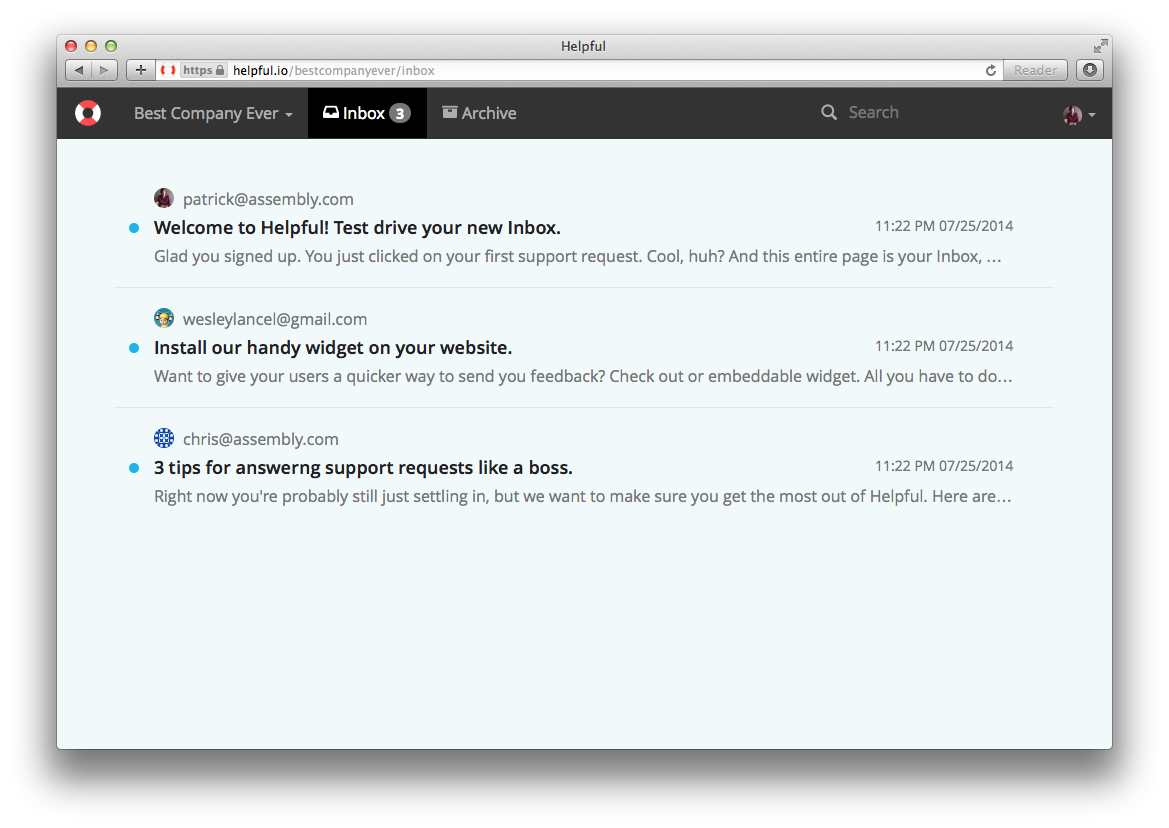 Helpful
https helpful.io/bestcompanyever/inbox Reader
Best Company Ever Inbox 3 Archive Search
patrick@assembly.com
Welcome to Helpful! Test drive your new Inbox. 11:22 PM 07/25/2014
Glad you signed up. You just clicked on your first support request. Cool, huh? And this entire page is your Inbox, ...
wesleylancel@gmail.com
Install our handy widget on your website. 11:22 PM 07/25/2014
Want to give your users a quicker way to send you feedback? Check out or embeddable widget. All you have to do...
chris@assembly.com
3 tips for answerng support requests like a boss. 11:22 PM 07/25/2014
Right now you're probably still just settling in, but we want to make sure you get the most out of Helpful. Here are...